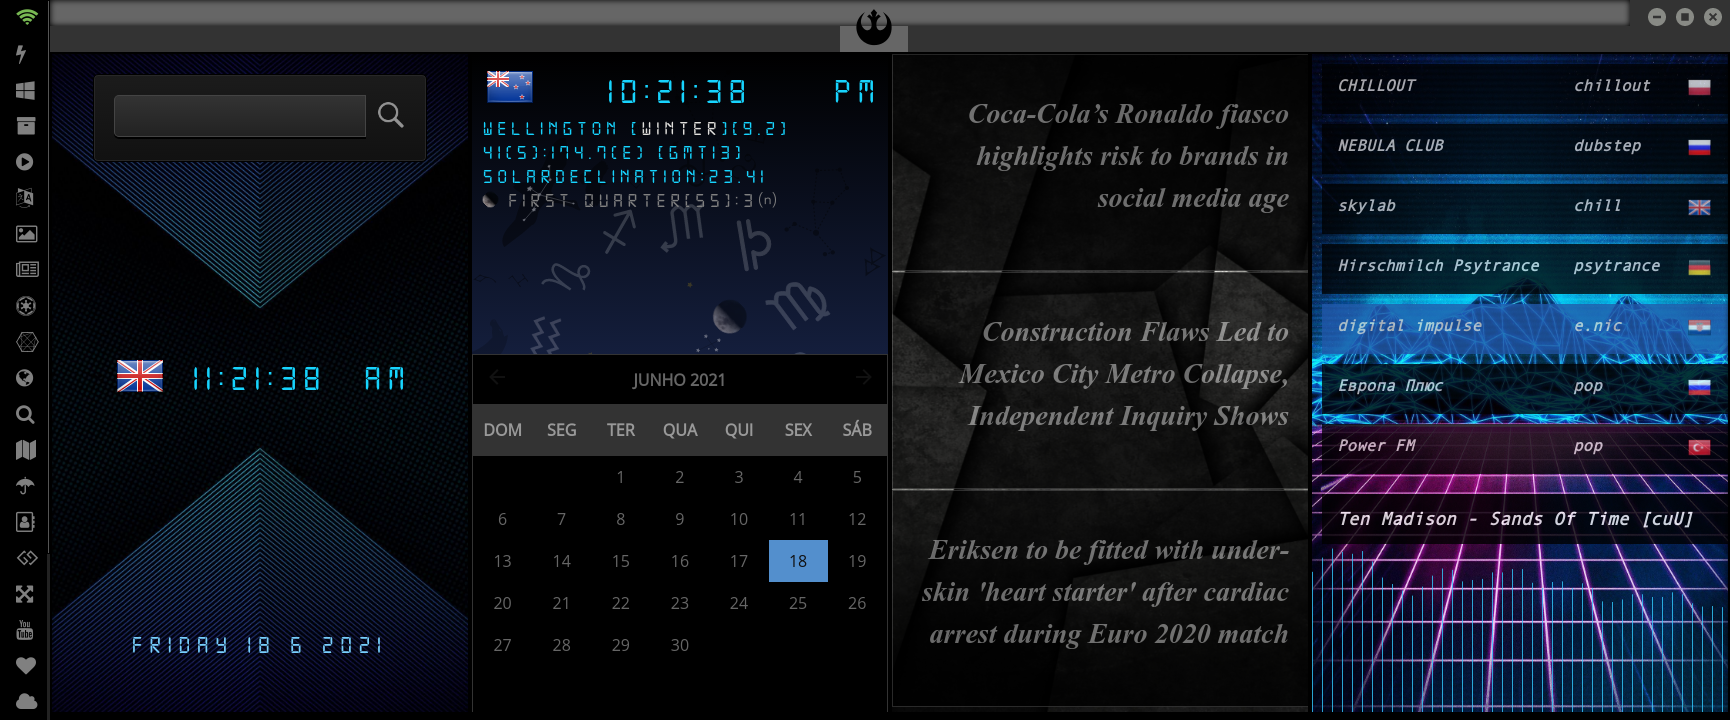 11:21:38 AM
FRIDAY 18 6 2021
10:21:38 PM
WELLINGTON [WINTER][9.2]
41(S):174.7(E) [GMT13]
SOLARDECLINATION:23.41
FIRST QUARTER[55]:3(n)
JUNHO 2021
DOM SEG TER QUA QUI SEX SÁB
1 2 3 4 5
6 7 8 9 10 11 12
13 14 15 16 17 18 19
20 21 22 23 24 25 26
27 28 29 30
Coca-Cola’s Ronaldo fiasco
highlights risk to brands in
social media age
Construction Flaws Led to
Mexico City Metro Collapse,
Independent Inquiry Shows
Eriksen to be fitted with under-
skin 'heart starter' after cardiac
arrest during Euro 2020 match
CHILLOUT chillout
NEBULA CLUB dubstep
skylab chill
Hirschmilch Psytrance psytrance
digital impulse e.nic
Европа Плюс pop
Power FM pop
Ten Madison - Sands Of Time [cuU]
You
Tube